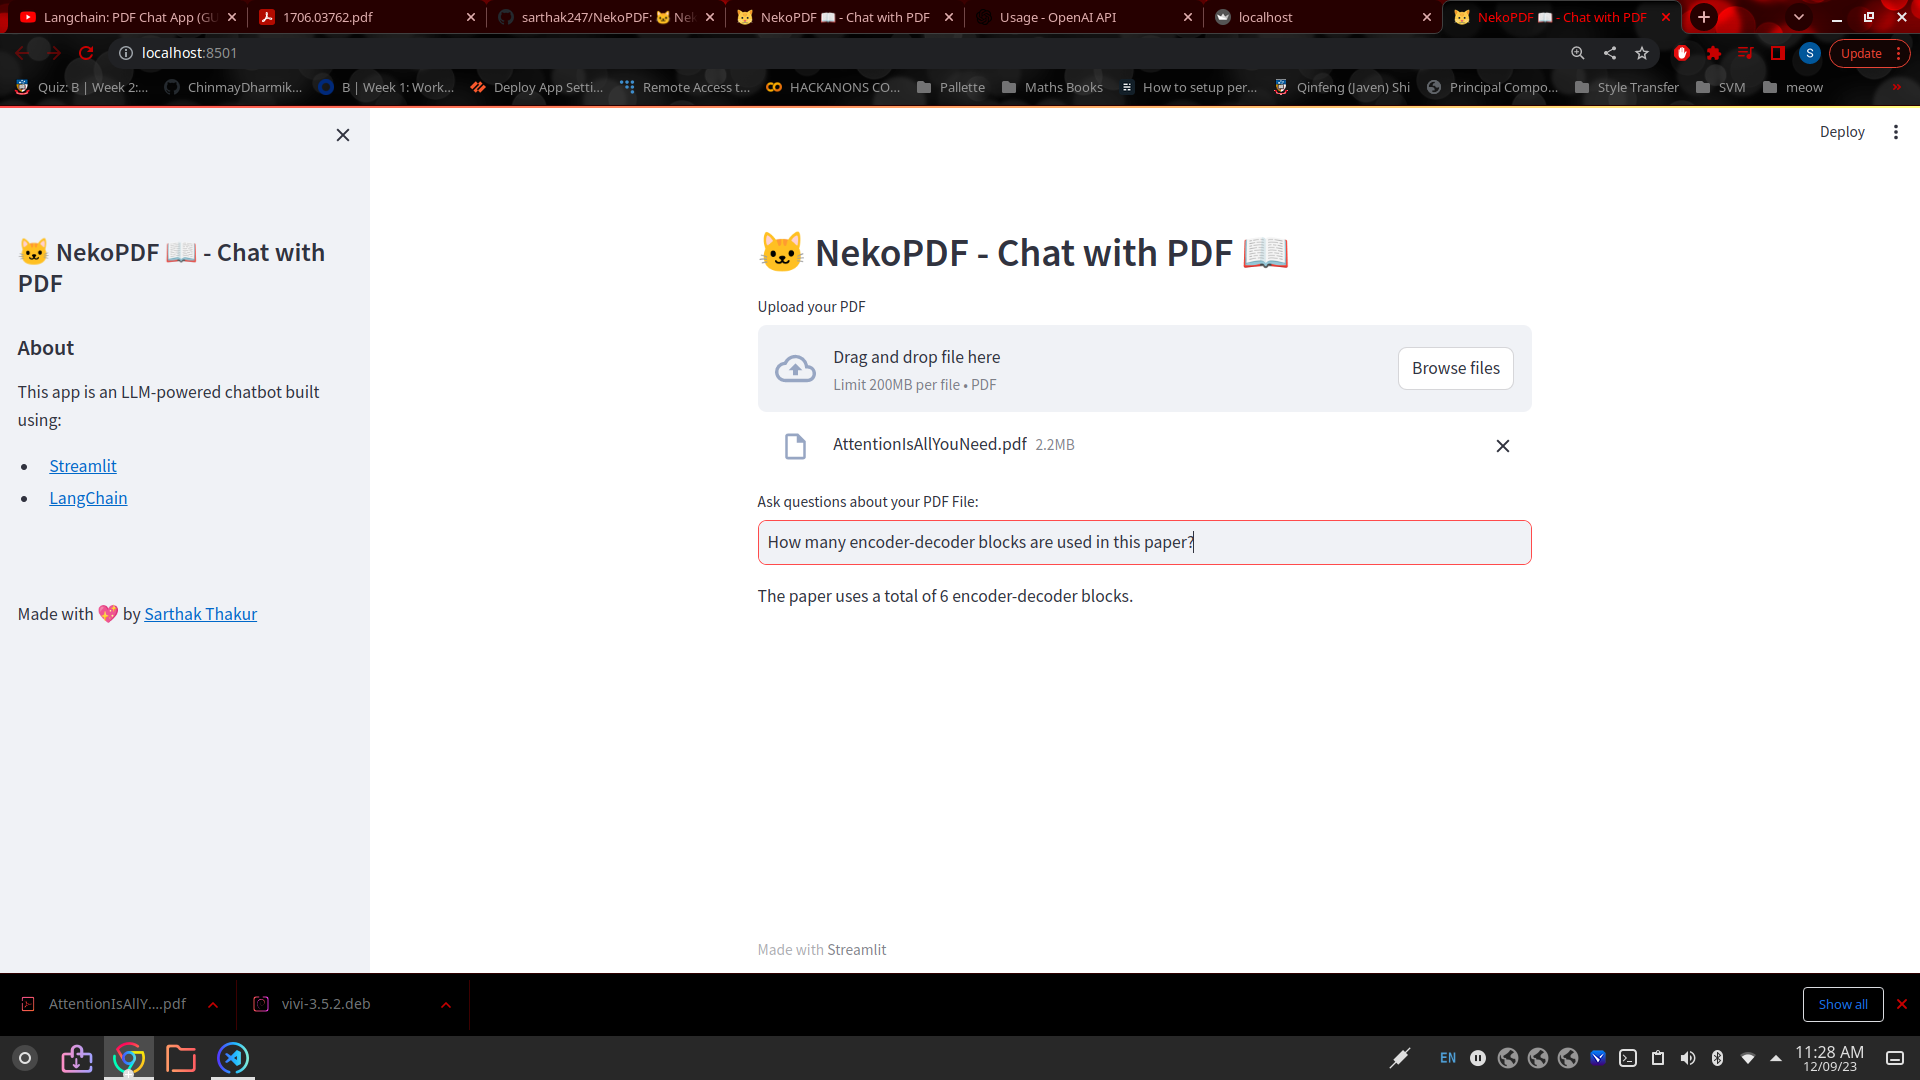 Langchain: PDF Chat App (GU
1706.03762.pdf
sarthak247/NekoPDF: 🐱 Nek
NekoPDF 📖 - Chat with PDF
Usage - OpenAI API
localhost
NekoPDF 📖 - Chat with PDF
localhost:8501
S
Update
Quiz: B | Week 2:...
ChinmayDharmik...
B | Week 1: Work...
Deploy App Setti...
Remote Access t...
HACKANONS CO...
Pallette
Maths Books
How to setup per...
Qinfeng (Javen) Shi
Principal Compo...
Style Transfer
SVM
meow
»
Deploy
🐱 NekoPDF 📖 - Chat with
PDF
About
This app is an LLM-powered chatbot built
using:
• Streamlit
• LangChain
Made with 💖 by Sarthak Thakur
🐱 NekoPDF - Chat with PDF 📖
Upload your PDF
Drag and drop file here
Limit 200MB per file • PDF
Browse files
AttentionIsAllYouNeed.pdf 2.2MB
Ask questions about your PDF File:
How many encoder-decoder blocks are used in this paper?
The paper uses a total of 6 encoder-decoder blocks.
Made with Streamlit
AttentionIsAllY....pdf
vivi-3.5.2.deb
Show all
EN
11:28 AM
12/09/23